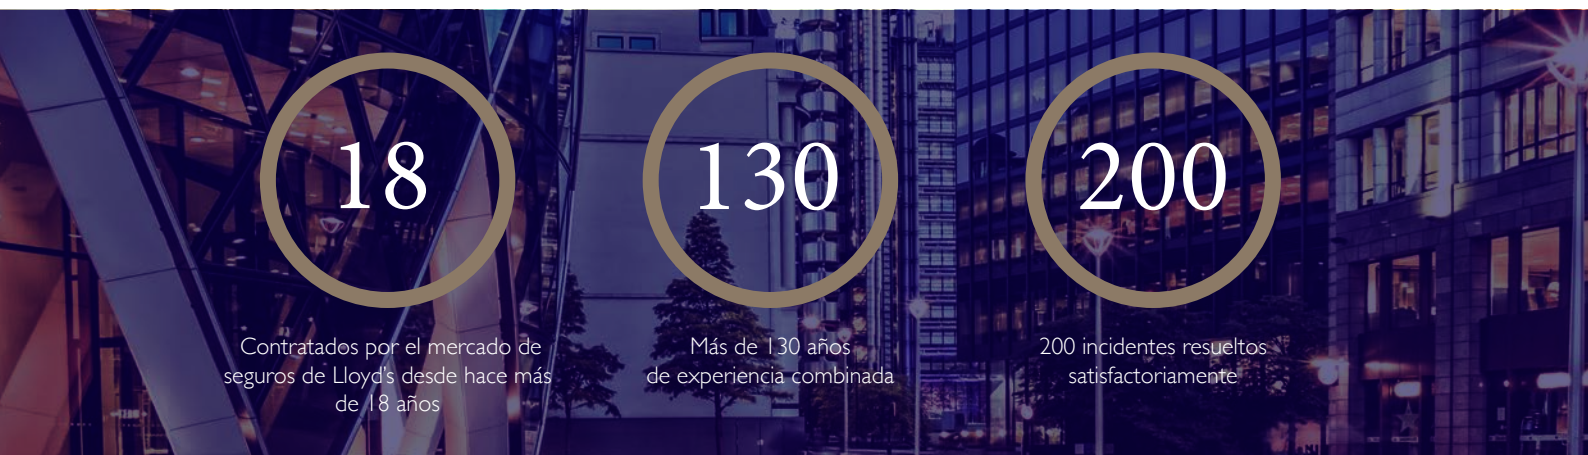 18
Contratados por el mercado de
seguros de Lloyd's desde hace más
de 18 años
130
Más de 130 años
de experiencia combinada
200
200 incidentes resueltos
satisfactoriamente